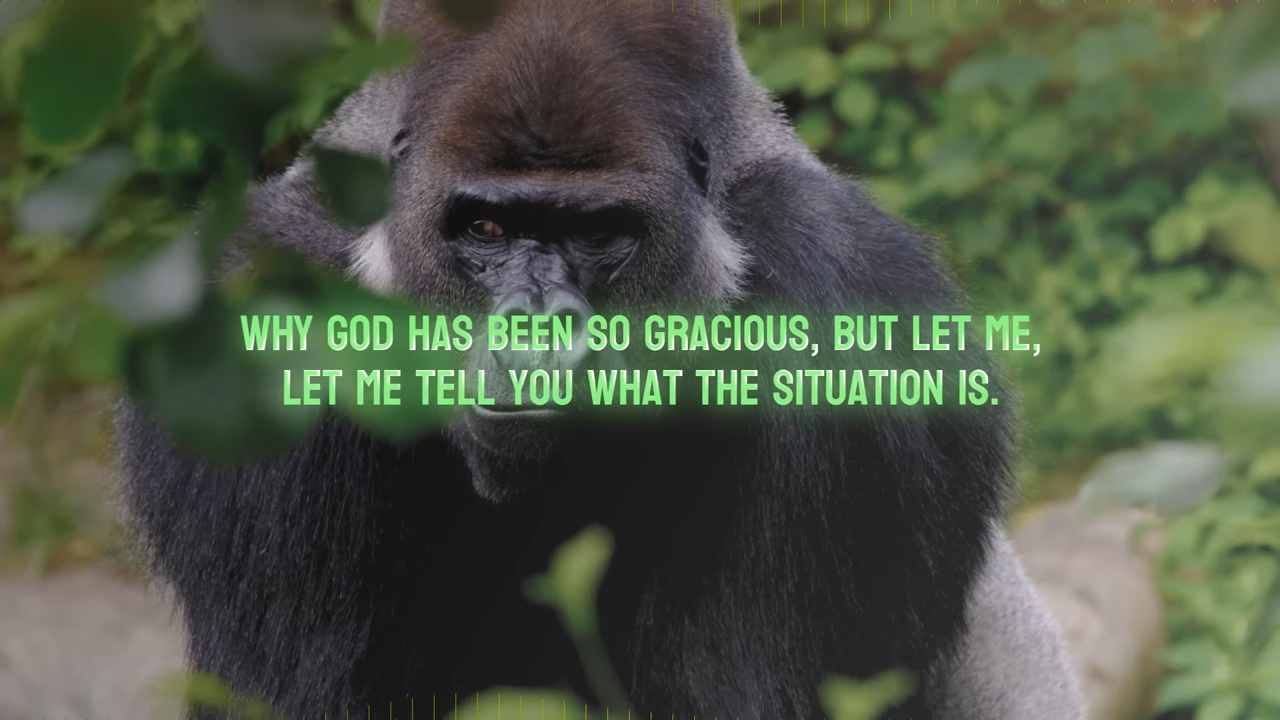 WHY GOD HAS BEEN SO GRACIOUS, BUT LET ME,
LET ME TELL YOU WHAT THE SITUATION IS.